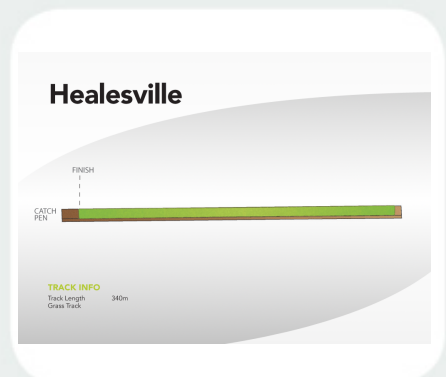 Healesville
FINISH
CATCH
PEN
TRACK INFO
Track Length 340m
Grass Track